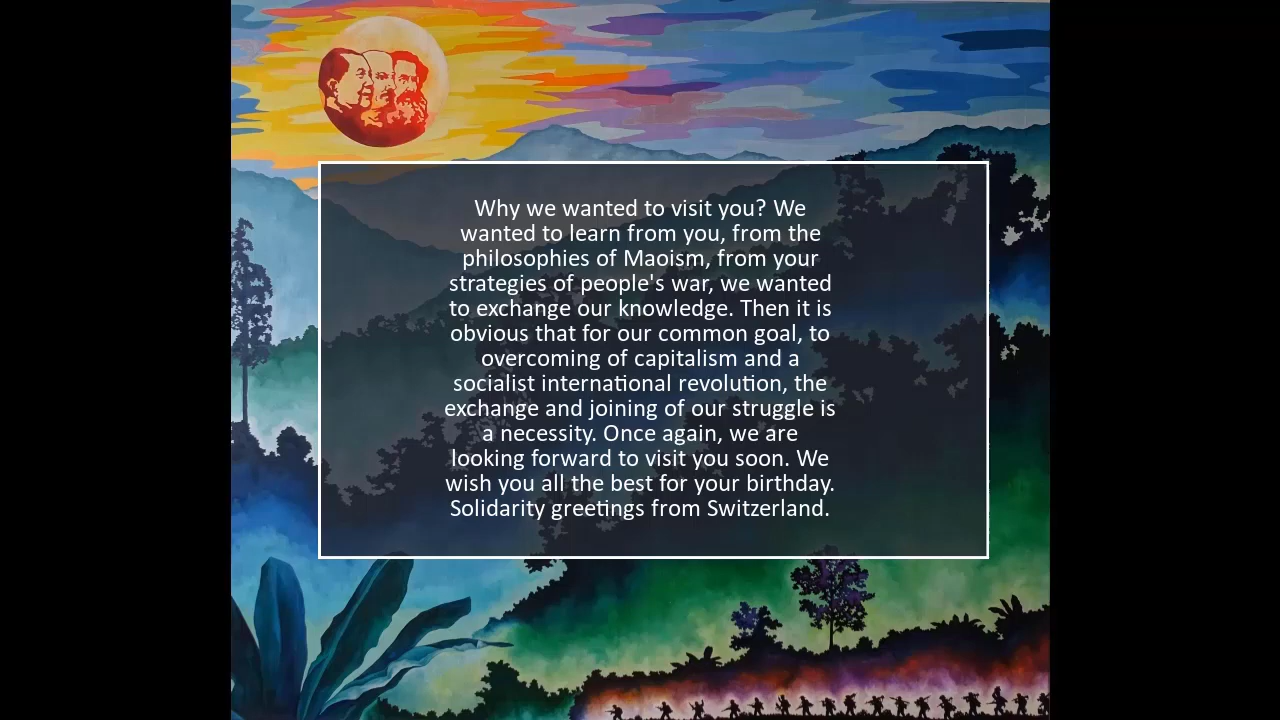 Why we wanted to visit you? We
wanted to learn from you, from the
philosophies of Maoism, from your
strategies of people's war, we wanted
to exchange our knowledge. Then it is
obvious that for our common goal, to
overcoming of capitalism and a
socialist international revolution, the
exchange and joining of our struggle is
a necessity. Once again, we are
looking forward to visit you soon. We
wish you all the best for your birthday.
Solidarity greetings from Switzerland.